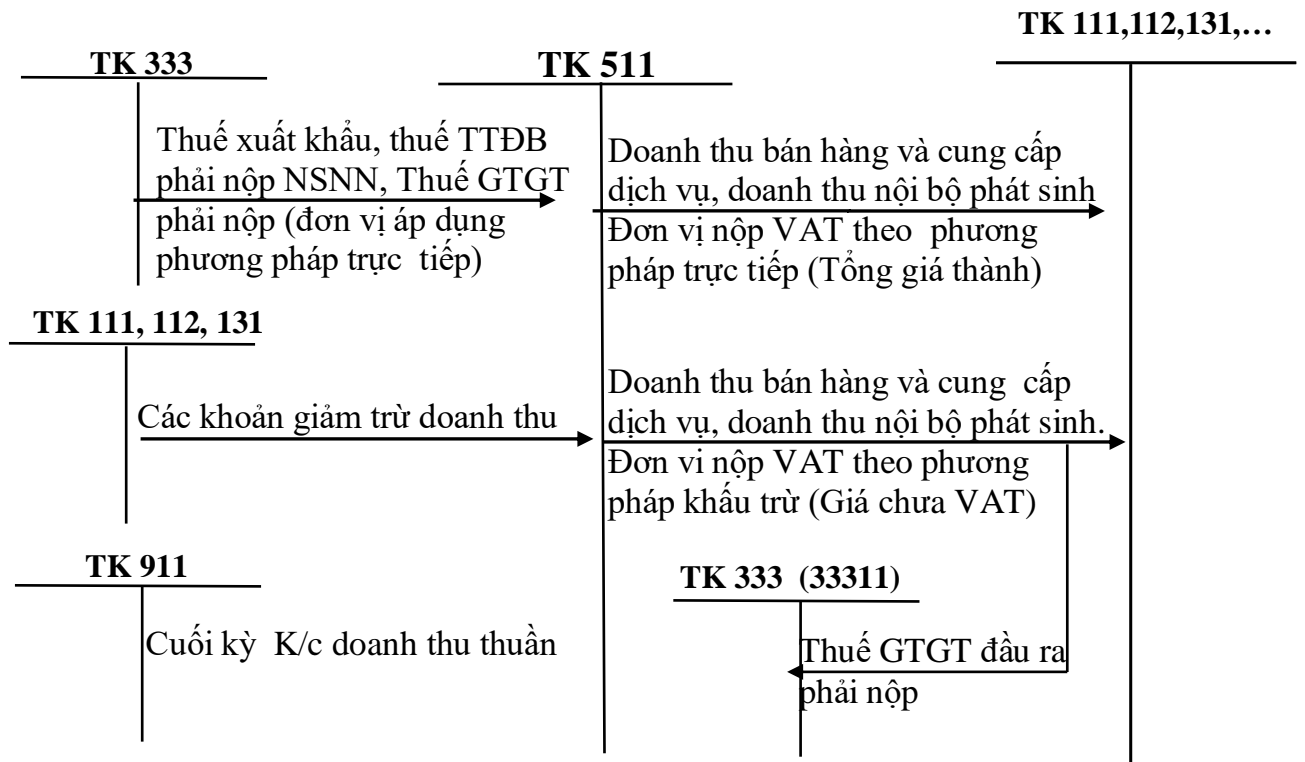 TK 111,112,131,…
TK 333
TK 511
Thuế xuất khẩu, thuế TTĐB
phải nộp NSNN, Thuế GTGT
phải nộp (đơn vị áp dụng
phương pháp trực tiếp)
Doanh thu bán hàng và cung cấp
dịch vụ, doanh thu nội bộ phát sinh
Đơn vị nộp VAT theo phương
pháp trực tiếp (Tổng giá thành)
TK 111, 112, 131
Các khoản giảm trừ doanh thu
Doanh thu bán hàng và cung cấp
dịch vụ, doanh thu nội bộ phát sinh.
Đơn vi nộp VAT theo phương
pháp khấu trừ (Giá chưa VAT)
TK 911
Cuối kỳ K/c doanh thu thuần
TK 333 (33311)
Thuế GTGT đầu ra
phải nộp